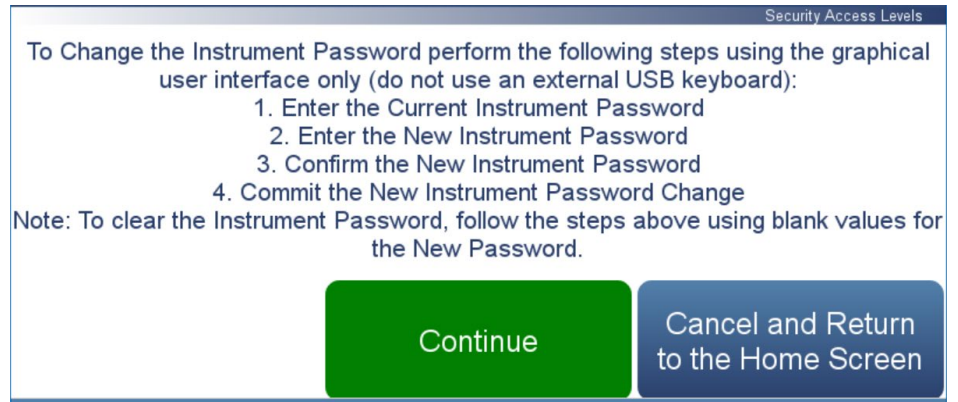 Security Access Levels
To Change the Instrument Password perform the following steps using the graphical
user interface only (do not use an external USB keyboard):
1. Enter the Current Instrument Password
2. Enter the New Instrument Password
3. Confirm the New Instrument Password
4. Commit the New Instrument Password Change
Note: To clear the Instrument Password, follow the steps above using blank values for
the New Password.
Continue
Cancel and Return
to the Home Screen